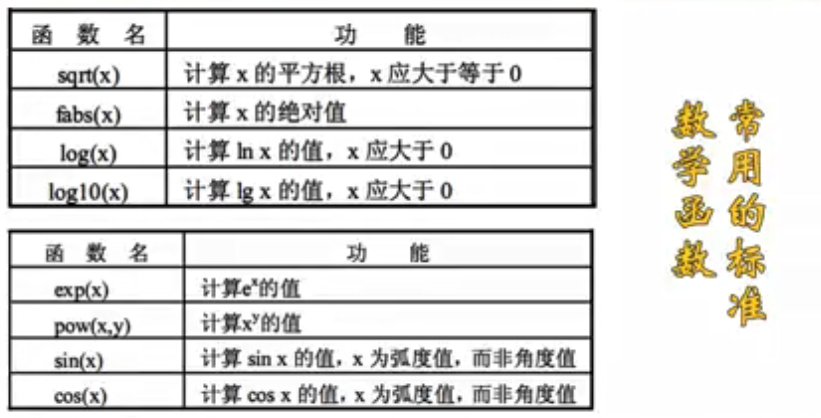 函 数 名 功 能
sqrt(x) 计算 x 的平方根，x 应大于等于 0
fabs(x) 计算 x 的绝对值
log(x) 计算 ln x 的值，x 应大于 0
log10(x) 计算 lg x 的值，x 应大于 0
函 数 名 功 能
exp(x) 计算eˣ的值
pow(x,y) 计算xʸ的值
sin(x) 计算 sin x 的值，x 为弧度值，而非角度值
cos(x) 计算 cos x 的值，x 为弧度值，而非角度值
常用的标准
数学函数